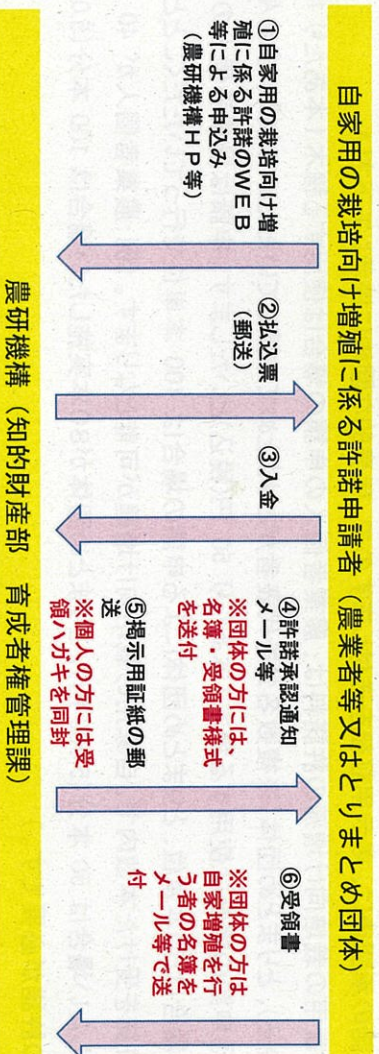 自家用の栽培向け増殖に係る許諾申請者（農業者等又はとりまとめ団体）
①自家用の栽培向け増
殖に係る許諾のWEB
等による申込み
（農研機構HP等）
②払込票
（郵送）
③入金
④許諾承認通知
メール等
※団体の方には、
名簿・受領書様式
を送付
⑤掲示用証紙の郵
送
※個人の方には受
領ハガキを同封
⑥受領書
※団体の方は
自家増殖を行
う者の名簿を
メール等で送
付
農研機構（知的財産部　育成者権管理課）